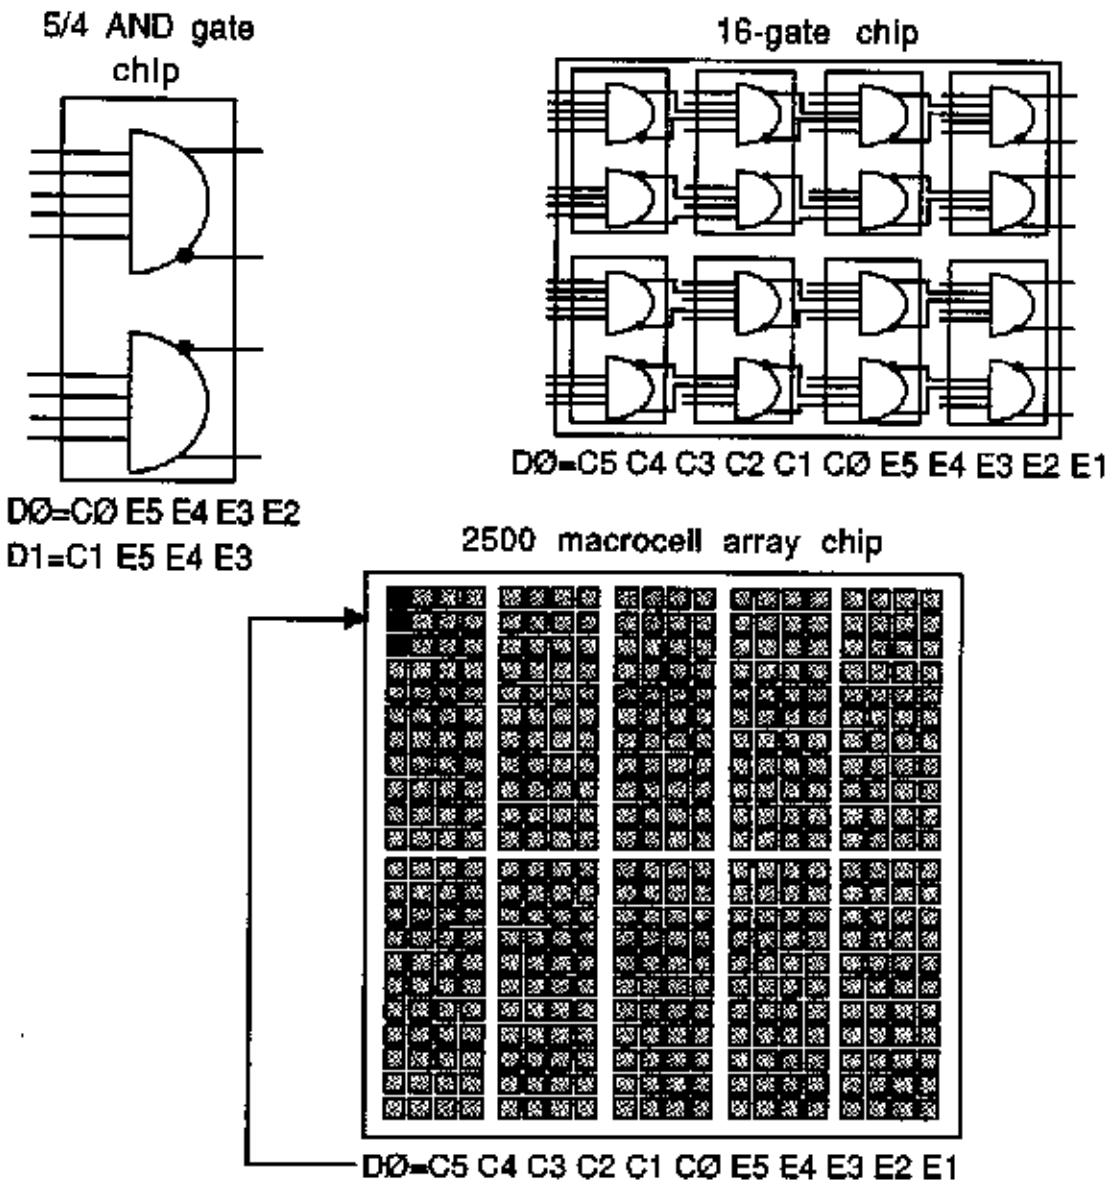 5/4 AND gate
chip
16-gate chip
DØ=CØ E5 E4 E3 E2
D1=C1 E5 E4 E3
DØ=C5 C4 C3 C2 C1 CØ E5 E4 E3 E2 E1
2500 macrocell array chip
DØ=C5 C4 C3 C2 C1 CØ E5 E4 E3 E2 E1